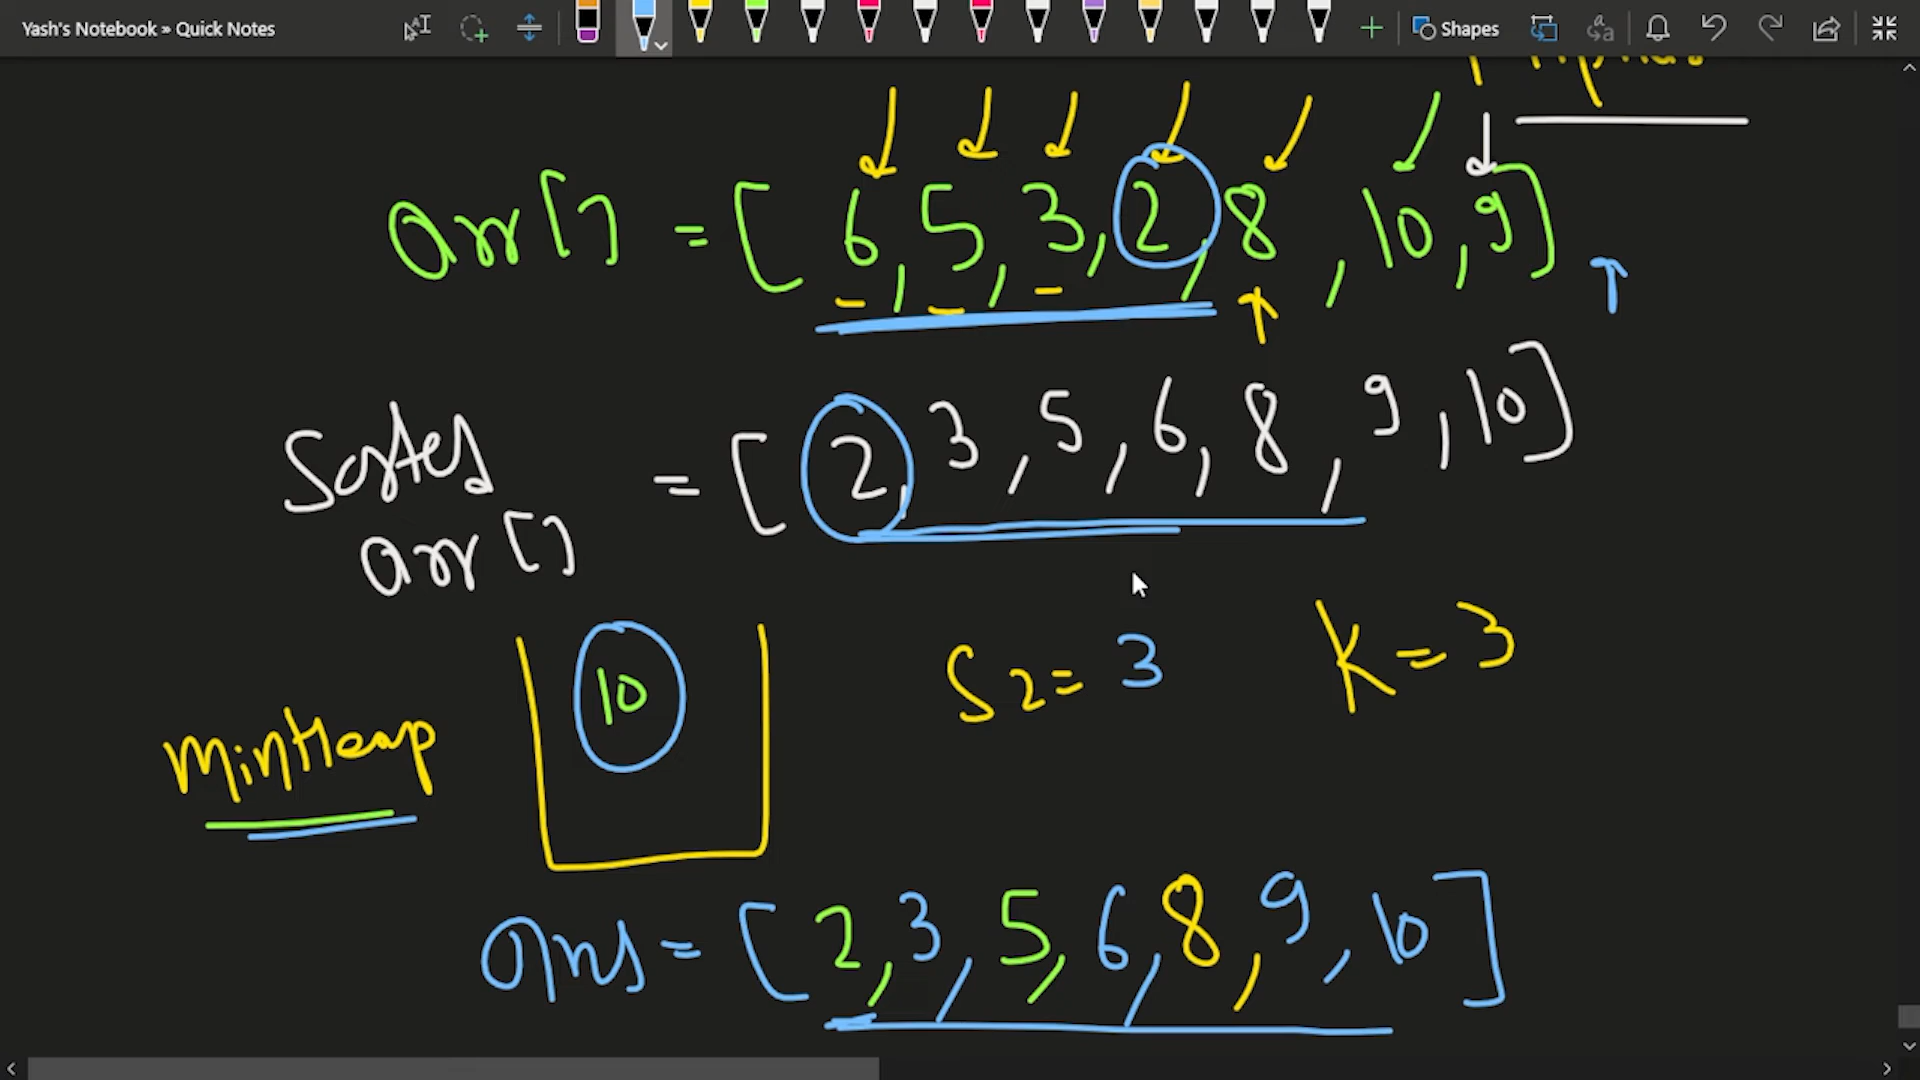 Yash's Notebook » Quick Notes
Shapes
arr[] = [6, 5, 3, 2, 8, 10, 9]
Sorted = [2, 3, 5, 6, 8, 9, 10]
arr[]
10
S2 = 3
K = 3
MinHeap
ans = [2, 3, 5, 6, 8, 9, 10]